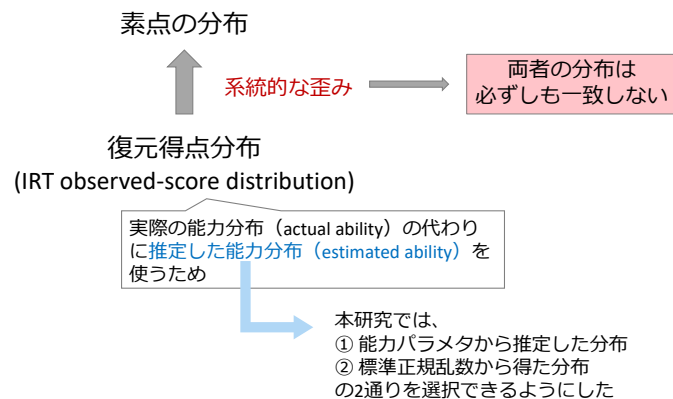 素点の分布
系統的な歪み
両者の分布は
必ずしも一致しない
復元得点分布
(IRT observed-score distribution)
実際の能力分布（actual ability）の代わり
に推定した能力分布（estimated ability）を
使うため
本研究では、
① 能力パラメタから推定した分布
② 標準正規乱数から得た分布
の2通りを選択できるようにした